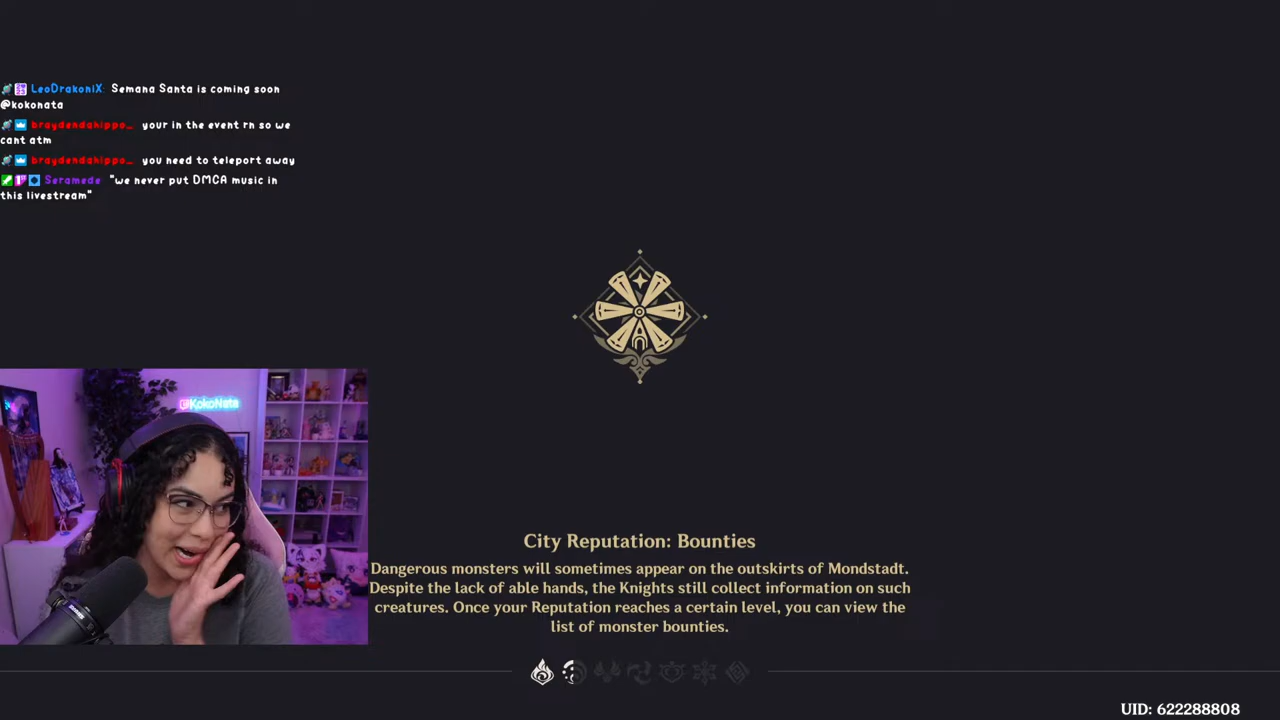 LeoDrakoniX: Semana Santa is coming soon
@kokonata
braydendahippo_ your in the event rn so we
cant atm
braydendahippo_ you need to teleport away
Seramede: "we never put DMCA music in
this livestream"
@KokoNata
City Reputation: Bounties
Dangerous monsters will sometimes appear on the outskirts of Mondstadt.
Despite the lack of able hands, the Knights still collect information on such
creatures. Once your Reputation reaches a certain level, you can view the
list of monster bounties.
UID: 622288808